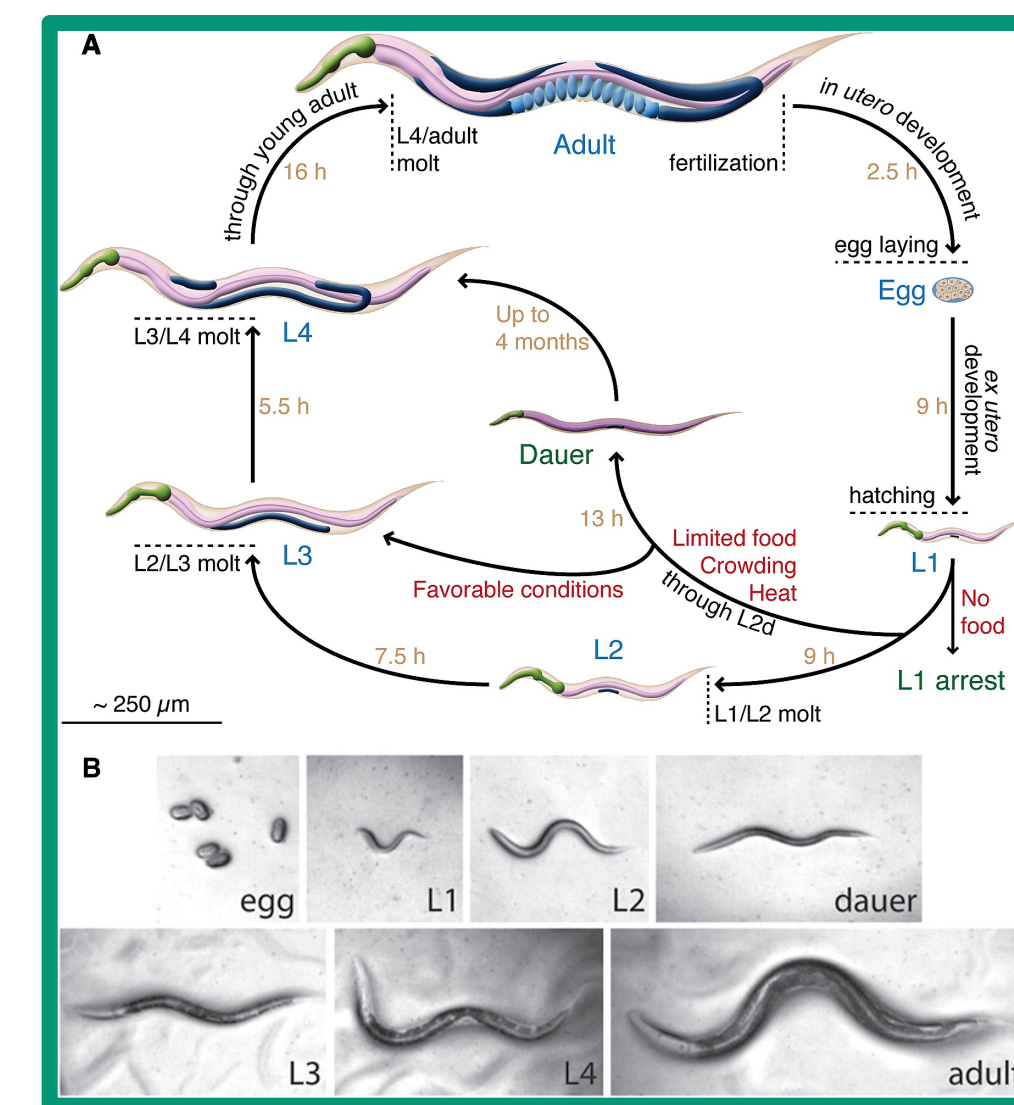 A
through young adult
16 h
L4/adult
molt
Adult
fertilization
in utero development
2.5 h
egg laying
Egg
L3/L4 molt
L4
Up to
4 months
5.5 h
9 h
ex utero
development
Dauer
hatching
13 h
L2/L3 molt
L3
Limited food
Crowding
Heat
L1
Favorable conditions
through L2d
No
food
L2
7.5 h
9 h
L1 arrest
~ 250 µm
L1/L2 molt
B
egg
L1
L2
dauer
L3
L4
adult